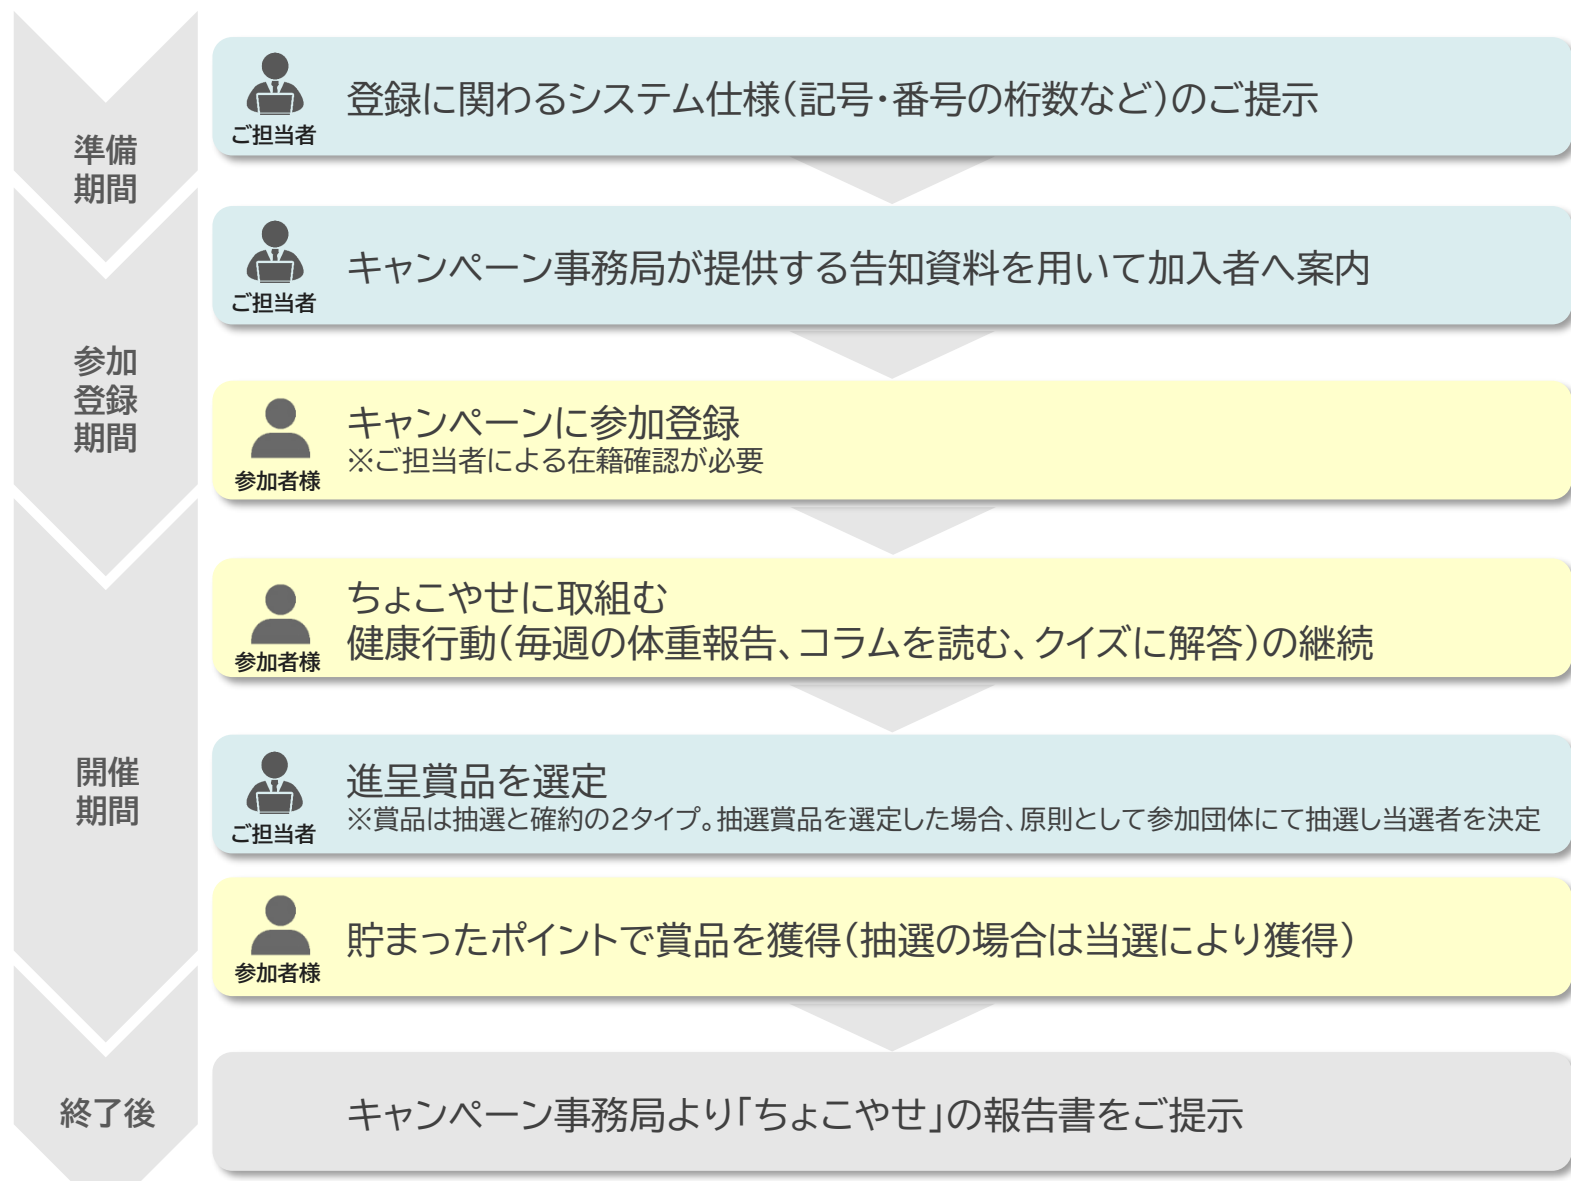 準備
期間
ご担当者
登録に関わるシステム仕様（記号・番号の桁数など）のご提示
ご担当者
キャンペーン事務局が提供する告知資料を用いて加入者へ案内
参加
登録
期間
参加者様
キャンペーンに参加登録
※ご担当者による在籍確認が必要
参加者様
ちょこやせに取組む
健康行動（毎週の体重報告、コラムを読む、クイズに解答）の継続
開催
期間
ご担当者
進呈賞品を選定
※賞品は抽選と確約の2タイプ。抽選賞品を選定した場合、原則として参加団体にて抽選し当選者を決定
参加者様
貯まったポイントで賞品を獲得（抽選の場合は当選により獲得）
終了後
キャンペーン事務局より「ちょこやせ」の報告書をご提示